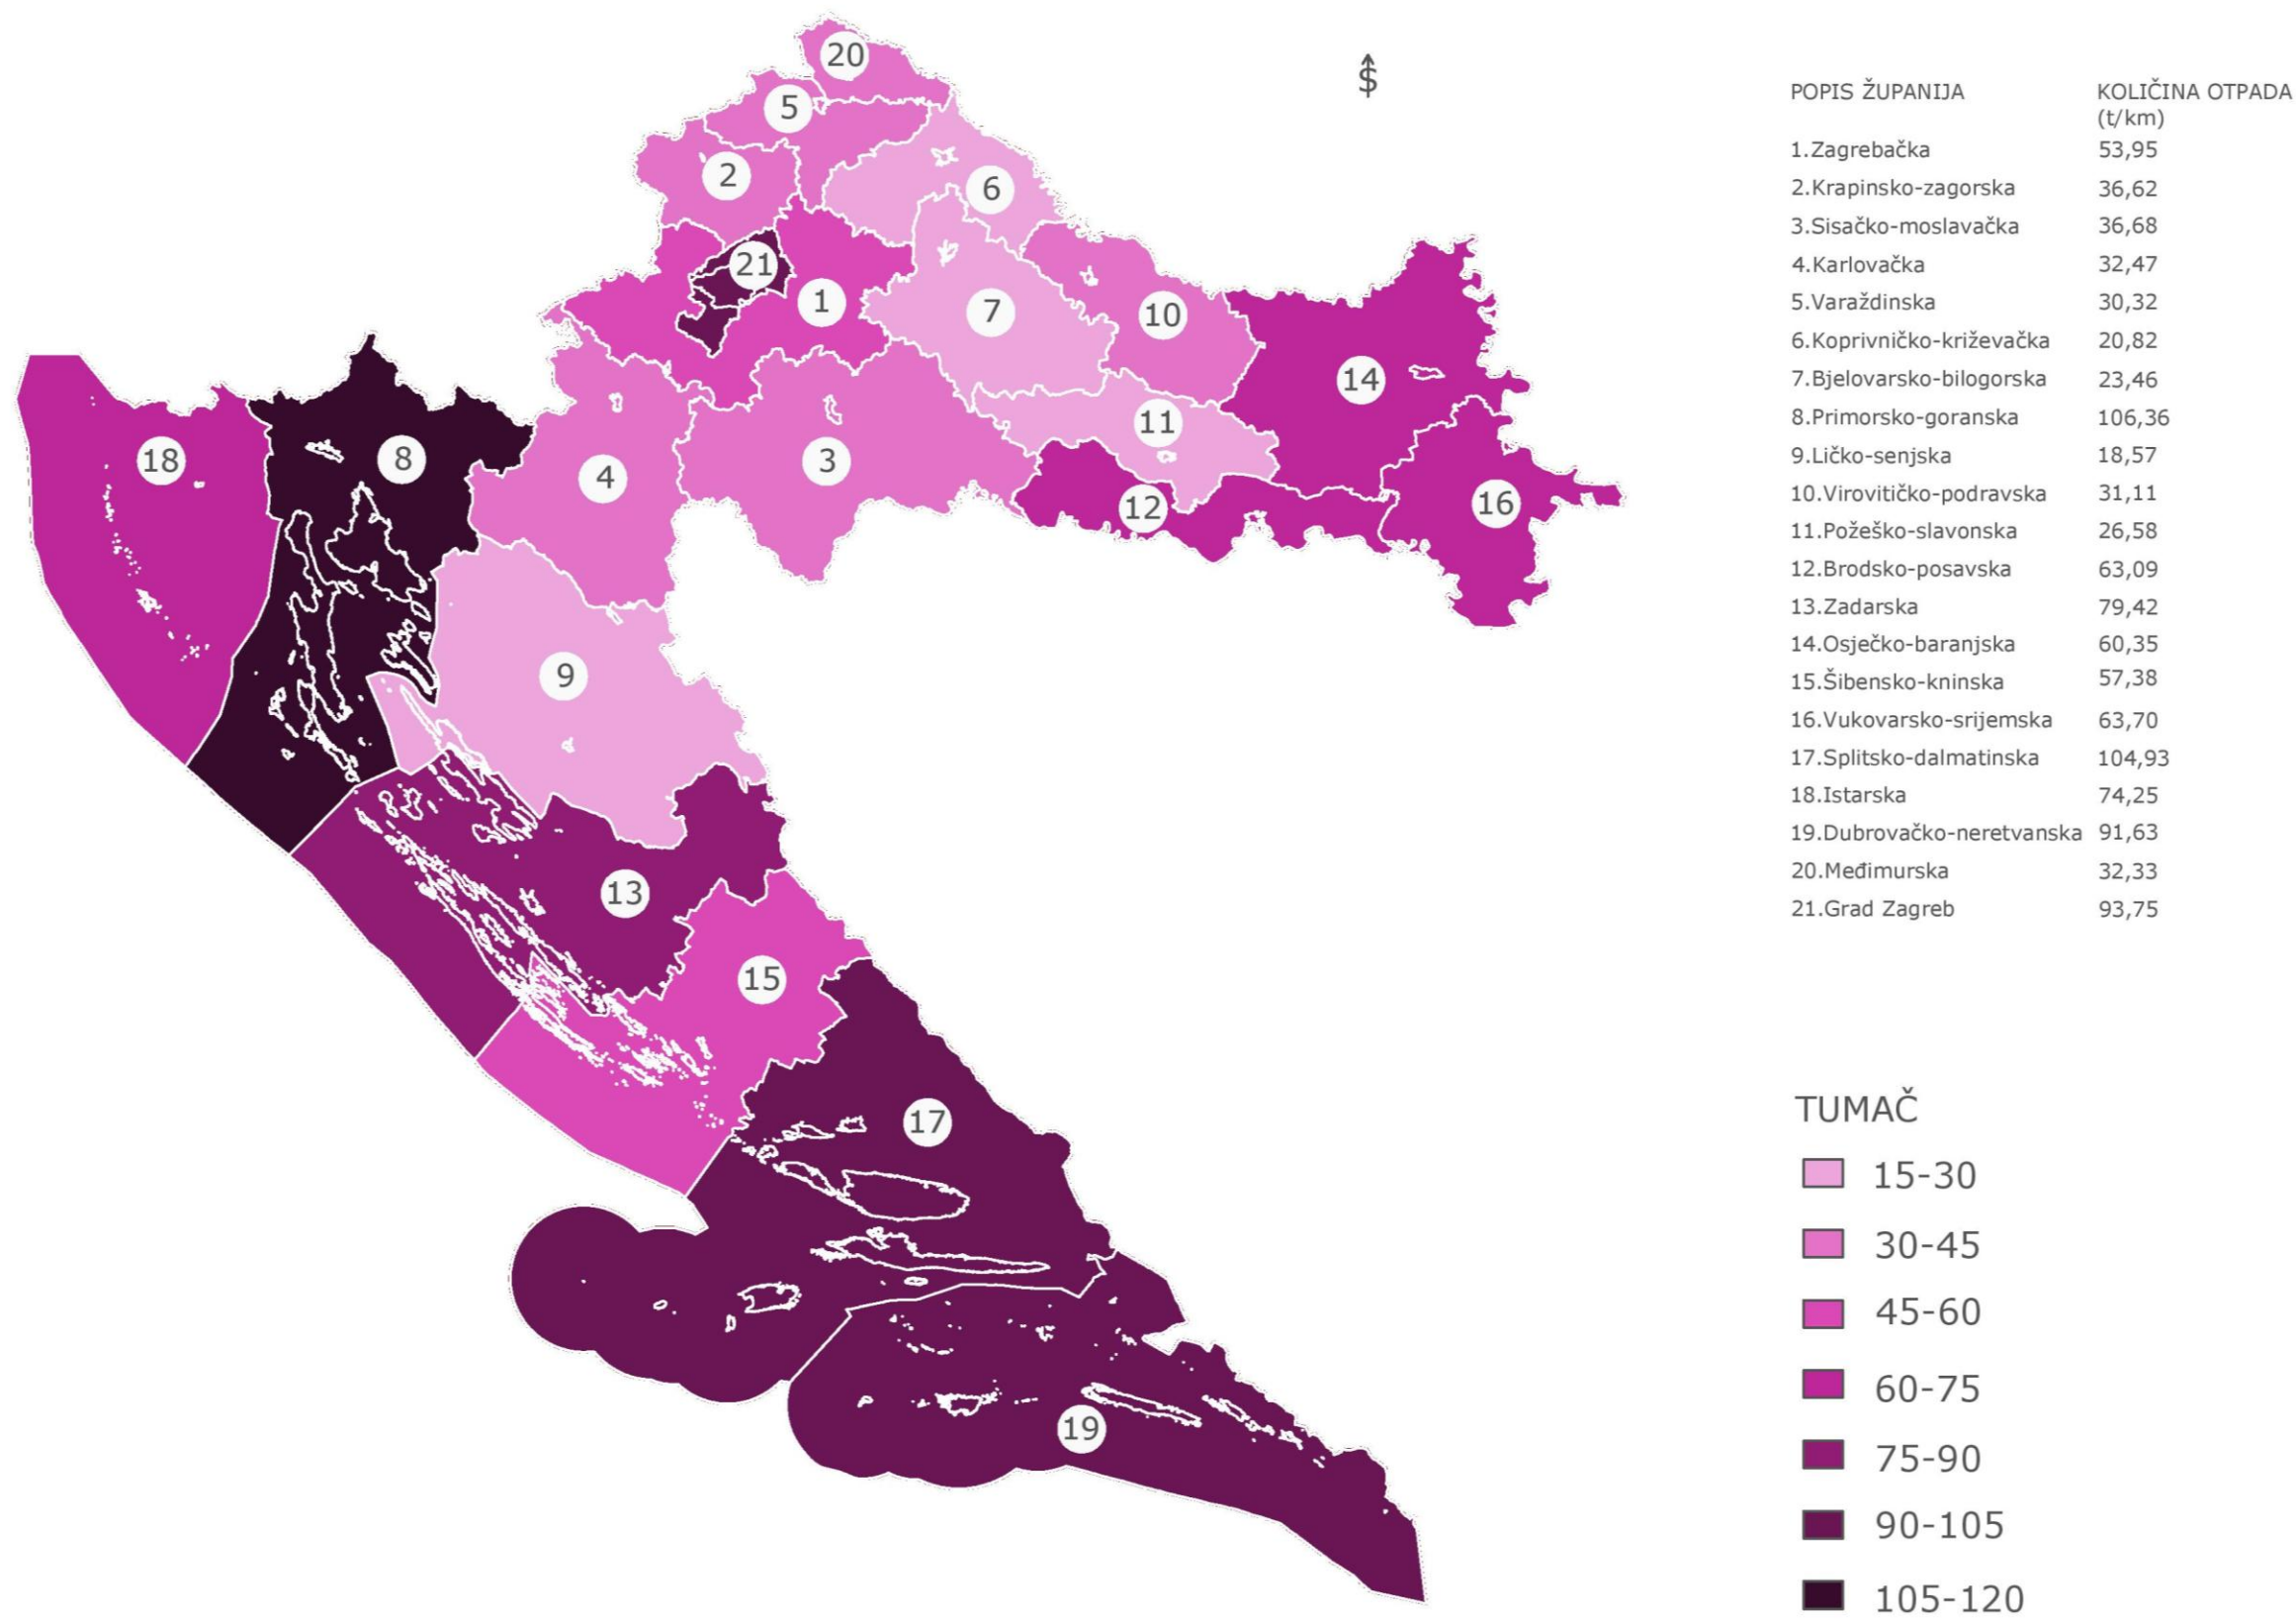 20
5
2
6
21
1
7
10
14
18
8
4
3
11
12
16
9
13
15
17
19
$
POPIS ŽUPANIJA KOLIČINA OTPADA
(t/km)
1.Zagrebačka 53,95
2.Krapinsko-zagorska 36,62
3.Sisačko-moslavačka 36,68
4.Karlovačka 32,47
5.Varaždinska 30,32
6.Koprivničko-križevačka 20,82
7.Bjelovarsko-bilogorska 23,46
8.Primorsko-goranska 106,36
9.Ličko-senjska 18,57
10.Virovitičko-podravska 31,11
11.Požeško-slavonska 26,58
12.Brodsko-posavska 63,09
13.Zadarska 79,42
14.Osječko-baranjska 60,35
15.Šibensko-kninska 57,38
16.Vukovarsko-srijemska 63,70
17.Splitsko-dalmatinska 104,93
18.Istarska 74,25
19.Dubrovačko-neretvanska 91,63
20.Međimurska 32,33
21.Grad Zagreb 93,75
TUMAČ
15-30
30-45
45-60
60-75
75-90
90-105
105-120